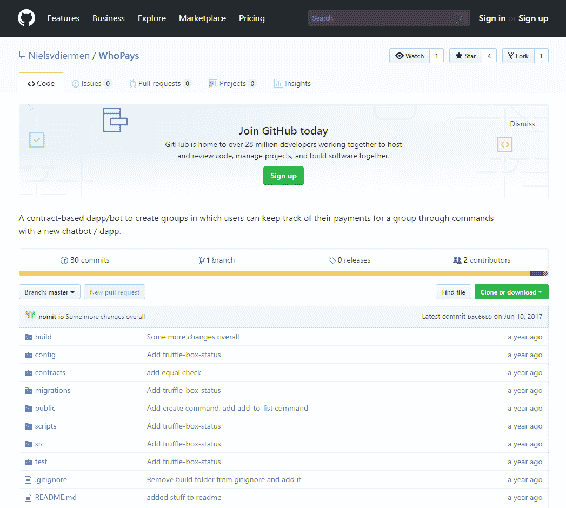 Features Business Explore Marketplace Pricing Search Sign in or Sign up
Nielsvdiermen / WhoPays Watch 1 Star 4 Fork 1
Code Issues 0 Pull requests 0 Projects 0 Insights
Dismiss
Join GitHub today
GitHub is home to over 28 million developers working together to host
and review code, manage projects, and build software together.
Sign up
A contract-based dapp/bot to create groups in which users can keep track of their payments for a group through commands
with a new chatbot / dapp.
30 commits 1 branch 0 releases 2 contributors
Branch: master New pull request Find file Clone or download
Some more changes overall Latest commit on Jun 10, 2017
build Some more changes overall a year ago
config Add truffle-box-status a year ago
contracts add equal check a year ago
migrations Add truffle-box-status a year ago
public Add create command, add add-to-list command a year ago
scripts Add truffle-box-status a year ago
src Add truffle-box-status a year ago
test Add truffle-box-status a year ago
.gitignore Remove build folder from gitignore and add it a year ago
README.md added stuff to readme a year ago